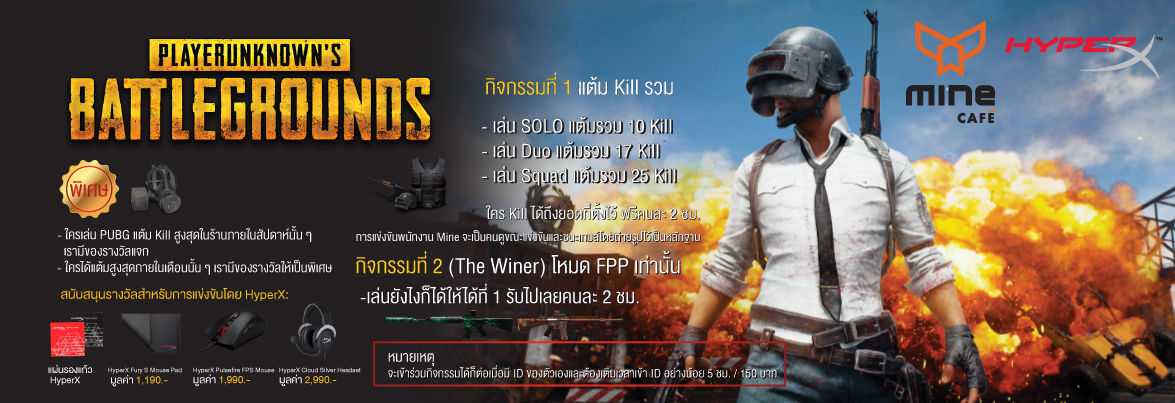 PLAYERUNKNOWN'S
BATTLEGROUNDS
พิเศษ
- ใครเล่น PUBG แต้ม Kill สูงสุดในร้านภายในสัปดาห์นั้น ๆ
เรามีของรางวัลแจก
- ใครได้แต้มสูงสุดภายในเดือนนั้น ๆ เรามีของรางวัลให้เป็นพิเศษ
สนับสนุนรางวัลสำหรับการแข่งขันโดย HyperX:
แผ่นรองแก้ว
HyperX
HyperX Fury S Mouse Pad
มูลค่า 1,190.-
HyperX Pulsefire FPS Mouse
มูลค่า 1,990.-
HyperX Cloud Silver Headset
มูลค่า 2,990.-
กิจกรรมที่ 1 แต้ม Kill รวม
- เล่น SOLO แต้มรวม 10 Kill
- เล่น Duo แต้มรวม 17 Kill
- เล่น Squad แต้มรวม 25 Kill
ใคร Kill ได้ถึงยอดที่ตั้งไว้ ฟรีคนละ 2 ชม.
การแข่งขันพนักงาน Mine จะเป็นคนดูขณะแข่งขันและชนะเกมส์โดยถ่ายรูปไว้เป็นหลักฐาน
กิจกรรมที่ 2 (The Winer) โหมด FPP เท่านั้น
-เล่นยังไงก็ได้ให้ได้ที่ 1 รับไปเลยคนละ 2 ชม.
หมายเหตุ
จะเข้าร่วมกิจกรรมได้ก็ต่อเมื่อมี ID ของตัวเองและต้องเติมเวลาเข้า ID อย่างน้อย 5 ชม. / 150 บาท
mine
CAFE
HYPERX™